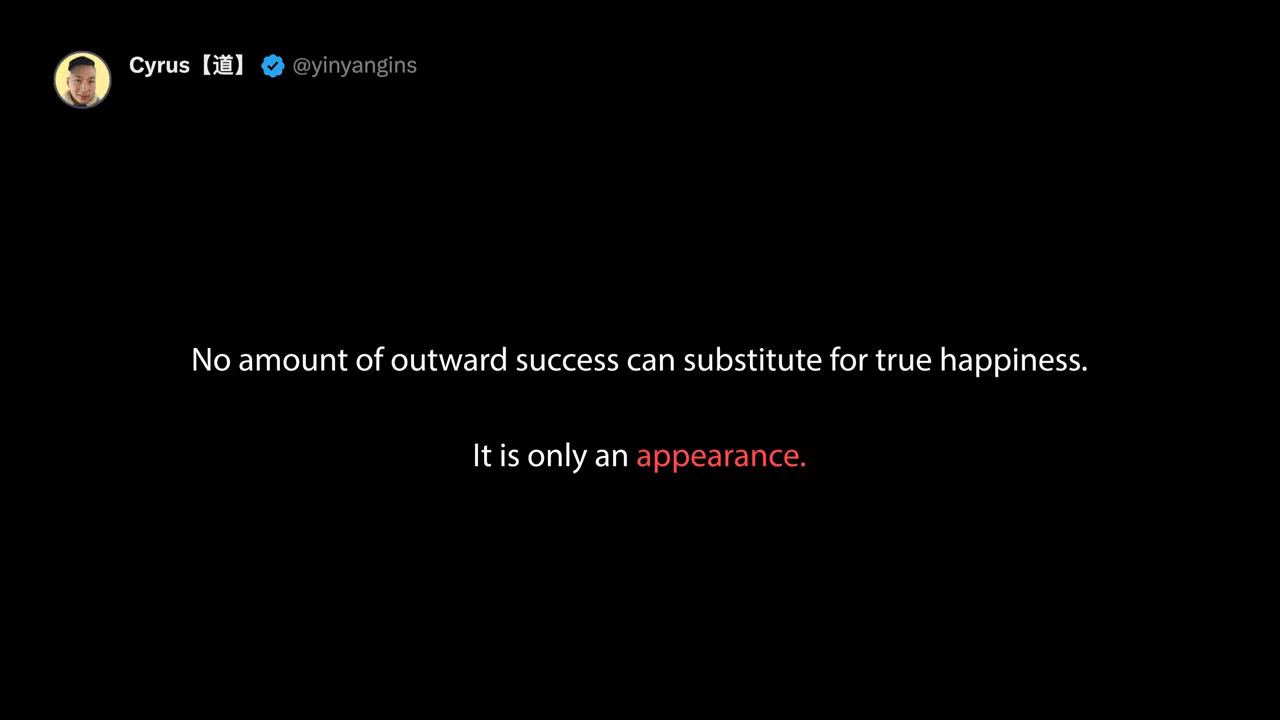 Cyrus【道】 @yinyangins
No amount of outward success can substitute for true happiness.
It is only an appearance.